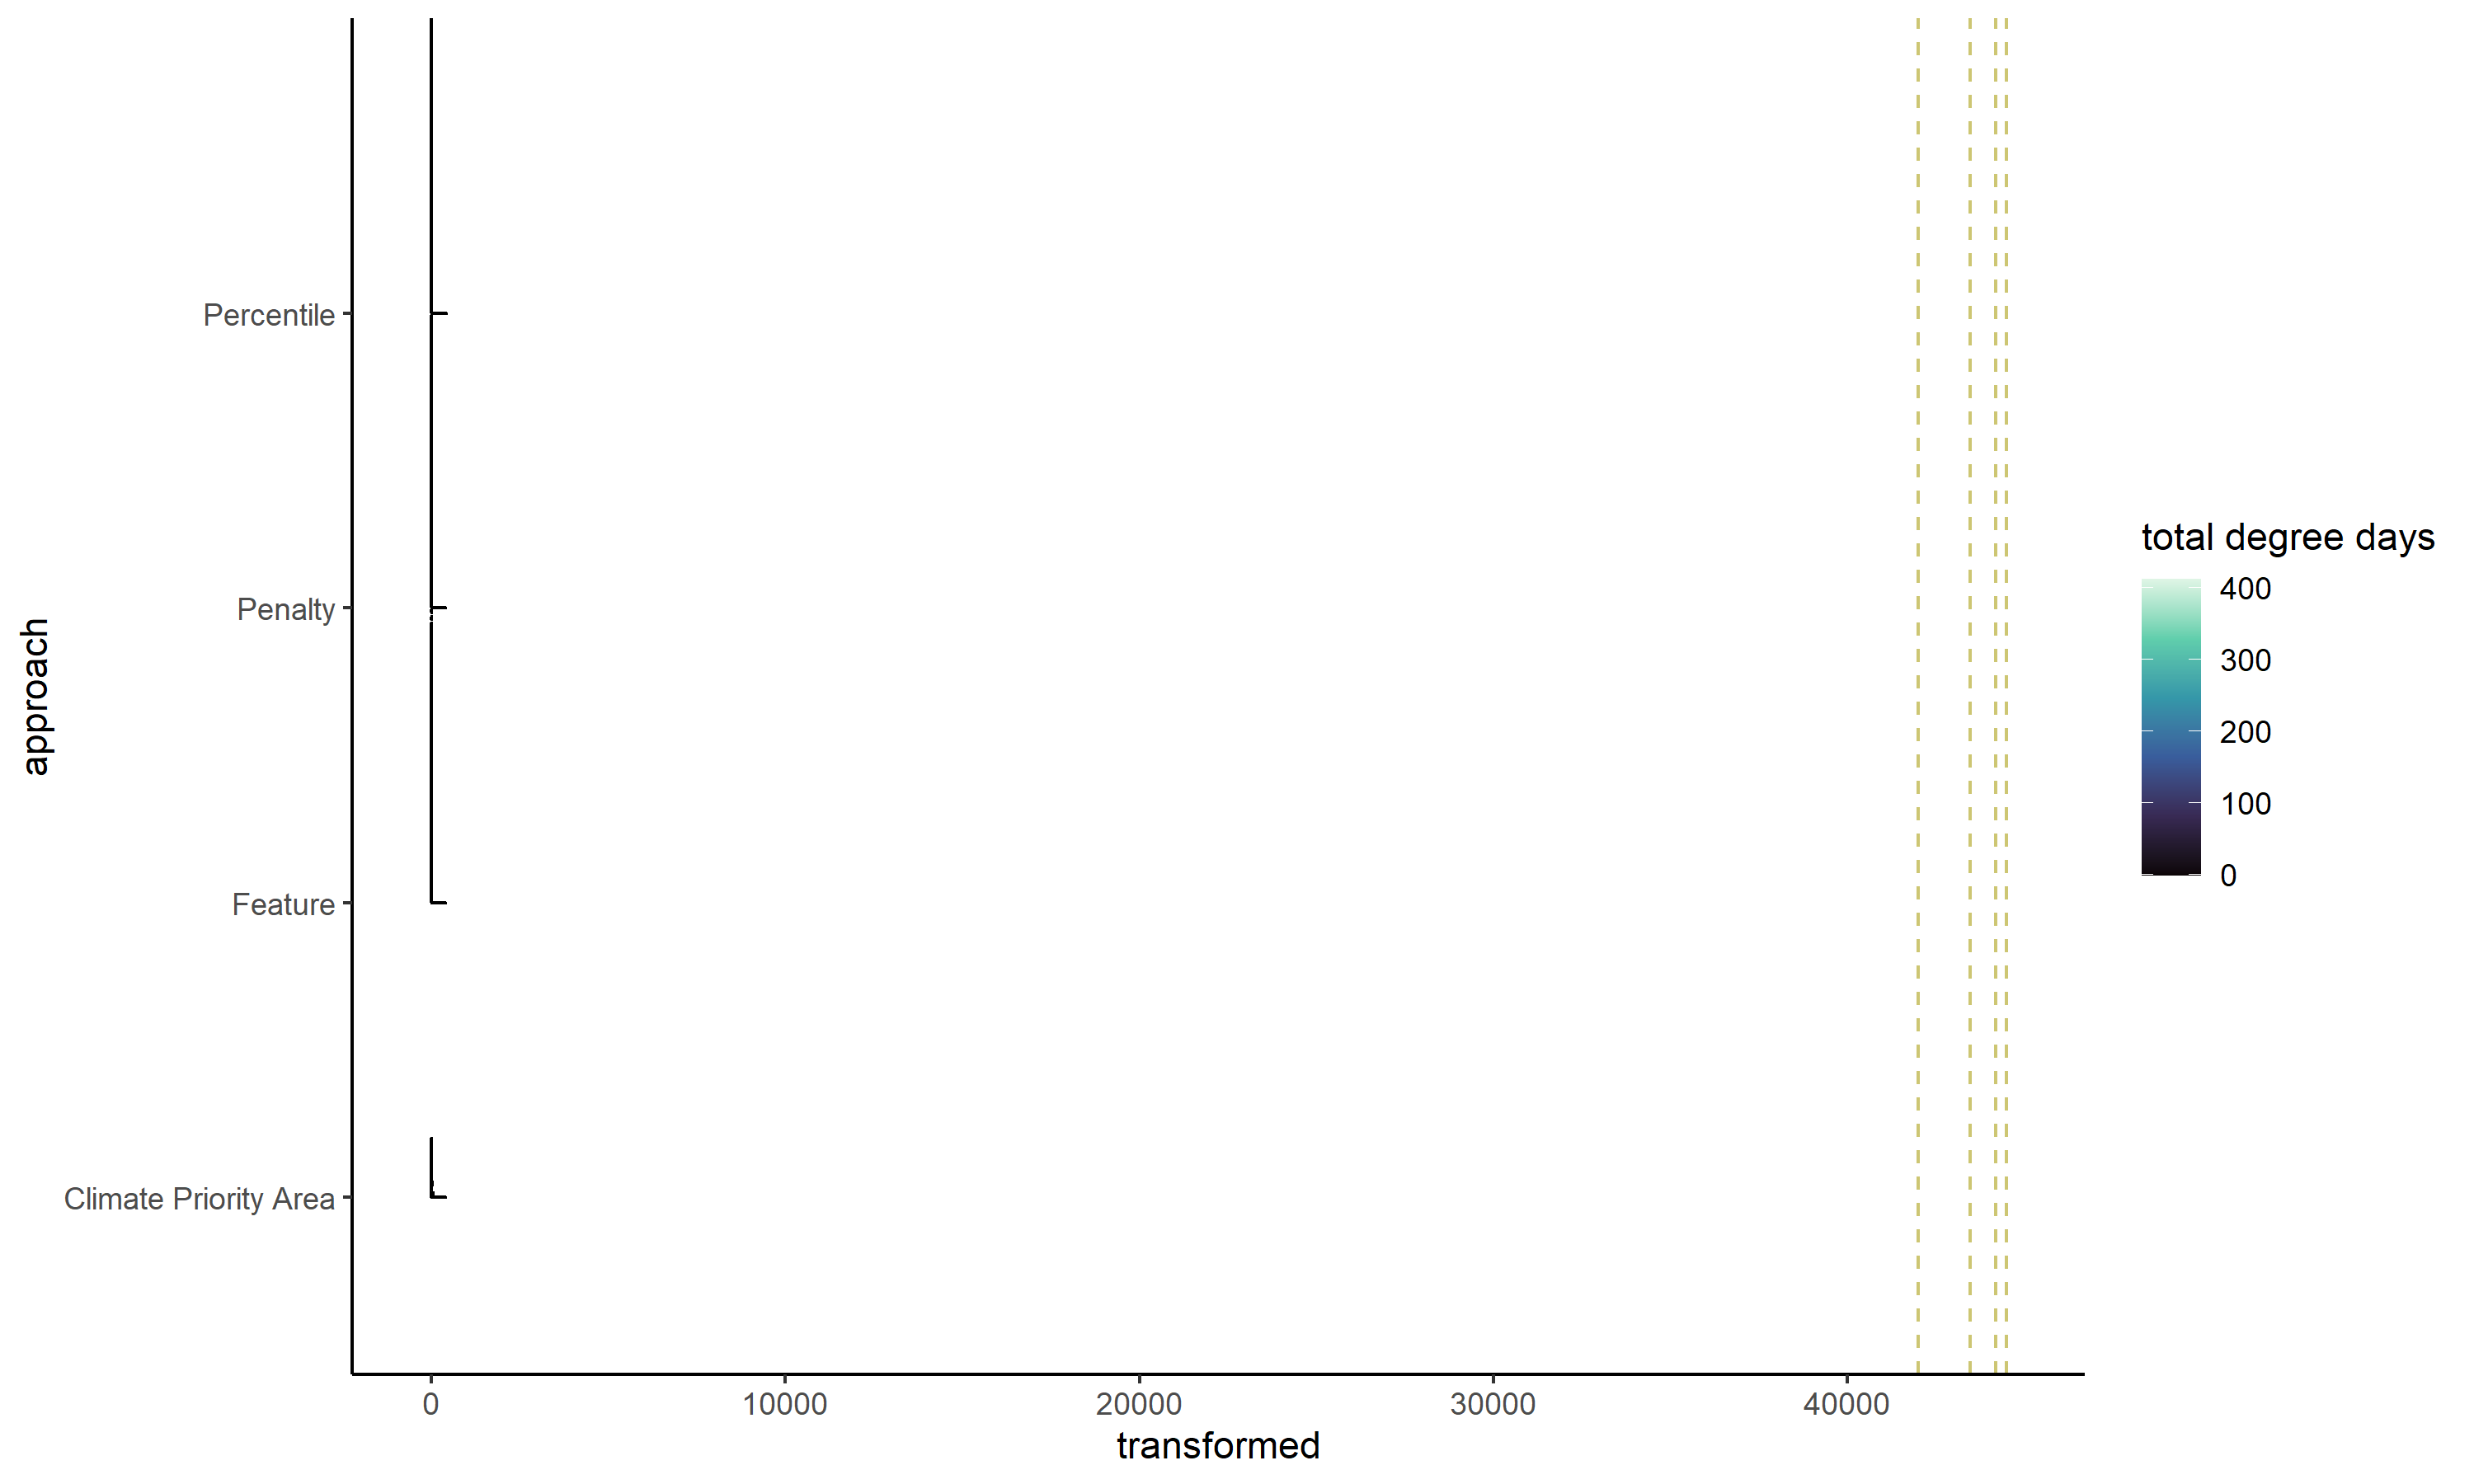 approach
Percentile
Penalty
Feature
Climate Priority Area
0
10000
20000
30000
40000
transformed
total degree days
400
300
200
100
0